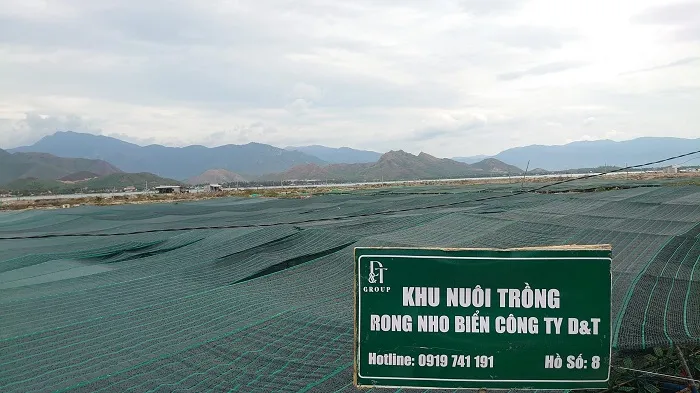 D&T
GROUP
KHU NUÔI TRỒNG
RONG NHO BIỂN CÔNG TY D&T
Hotline: 0919 741 191 Hồ Số: 8